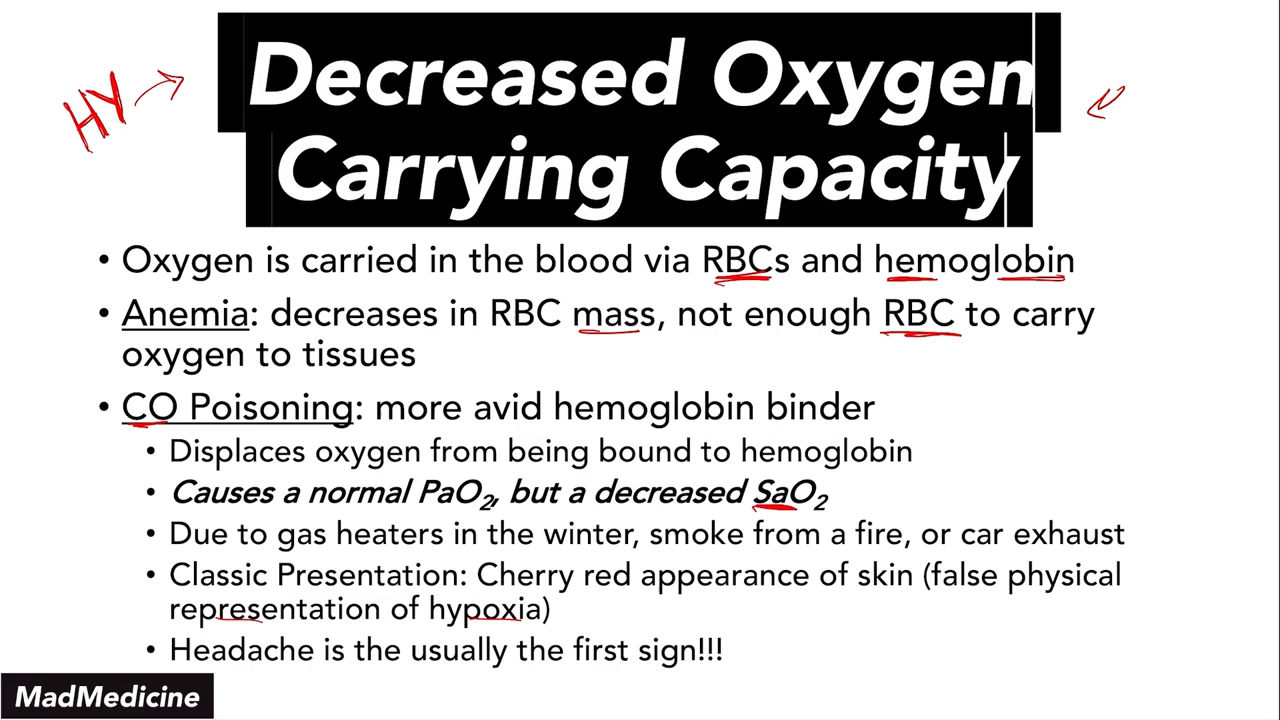 HY
Decreased Oxygen
Carrying Capacity
• Oxygen is carried in the blood via RBCs and hemoglobin
• Anemia: decreases in RBC mass, not enough RBC to carry
oxygen to tissues
• CO Poisoning: more avid hemoglobin binder
• Displaces oxygen from being bound to hemoglobin
• Causes a normal PaO₂, but a decreased SaO₂
• Due to gas heaters in the winter, smoke from a fire, or car exhaust
• Classic Presentation: Cherry red appearance of skin (false physical
representation of hypoxia)
• Headache is the usually the first sign!!!
MadMedicine